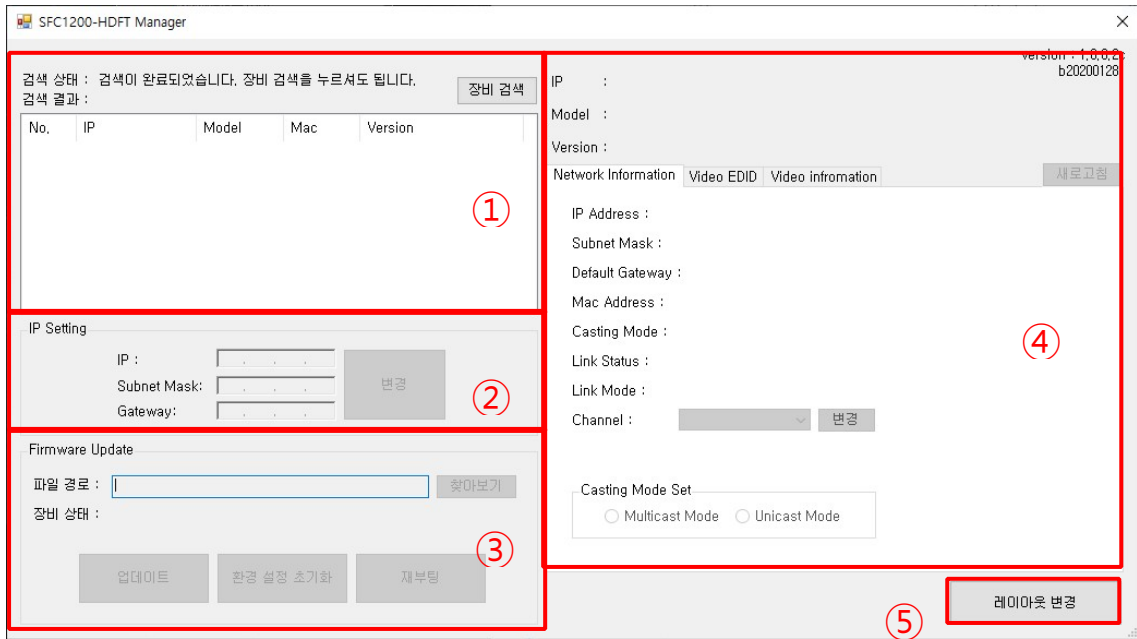 SFC1200-HDFT Manager
version : 1,0,0,2c
b20200128
검색 상태 : 검색이 완료되었습니다. 장비 검색을 누르셔도 됩니다.
검색 결과 :
장비 검색
No. IP Model Mac Version
①
IP Setting
IP :
Subnet Mask:
Gateway:
변경
②
Firmware Update
파일 경로 :
찾아보기
장비 상태 :
업데이트 환경 설정 초기화 재부팅
③
IP :
Model :
Version :
Network Information Video EDID Video infromation
새로고침
IP Address :
Subnet Mask :
Default Gateway :
Mac Address :
Casting Mode :
Link Status :
Link Mode :
Channel : 변경
④
Casting Mode Set
Multicast Mode Unicast Mode
레이아웃 변경
⑤